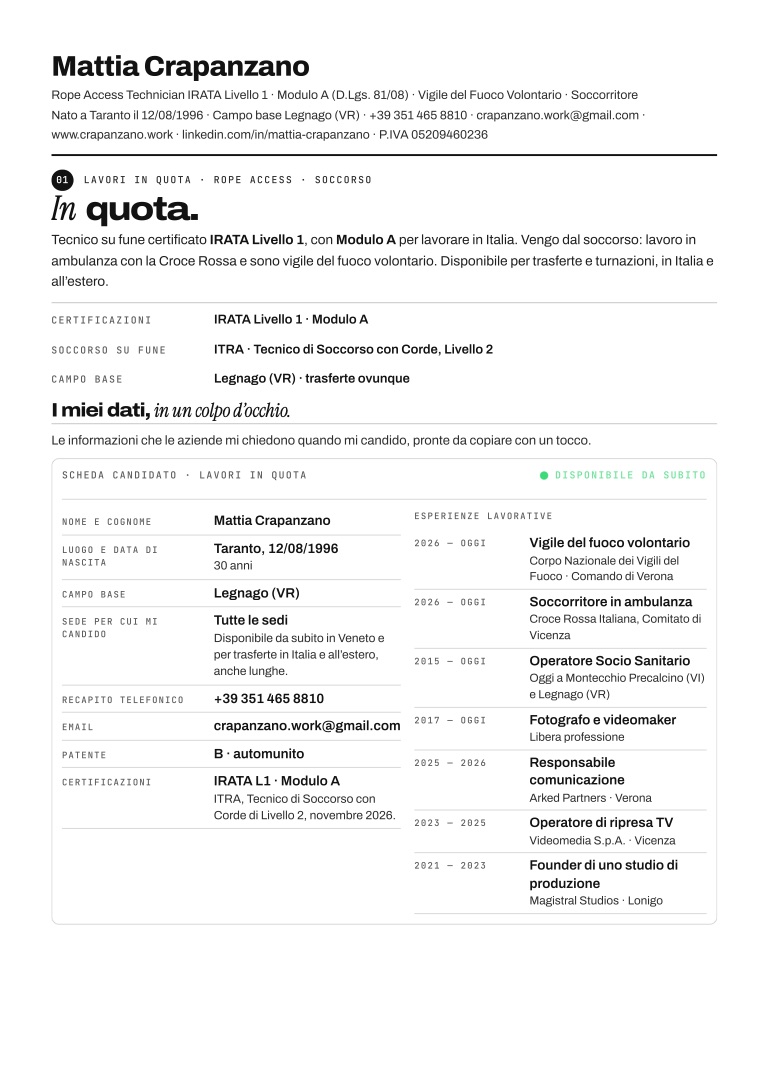 Mattia Crapanzano
Rope Access Technician IRATA Livello 1 · Modulo A (D.Lgs. 81/08) · Vigile del Fuoco Volontario · Soccorritore
Nato a Taranto il 12/08/1996 · Campo base Legnago (VR) · +39 351 465 8810 · crapanzano.work@gmail.com ·
www.crapanzano.work · linkedin.com/in/mattia-crapanzano · P.IVA 05209460236
01 LAVORI IN QUOTA · ROPE ACCESS · SOCCORSO
In quota.
Tecnico su fune certificato IRATA Livello 1, con Modulo A per lavorare in Italia. Vengo dal soccorso: lavoro in
ambulanza con la Croce Rossa e sono vigile del fuoco volontario. Disponibile per trasferte e turnazioni, in Italia e
all'estero.
CERTIFICAZIONI IRATA Livello 1 · Modulo A
SOCCORSO SU FUNE ITRA · Tecnico di Soccorso con Corde, Livello 2
CAMPO BASE Legnago (VR) · trasferte ovunque
I miei dati, in un colpo d'occhio.
Le informazioni che le aziende mi chiedono quando mi candido, pronte da copiare con un tocco.
SCHEDA CANDIDATO · LAVORI IN QUOTA
DISPONIBILE DA SUBITO
NOME E COGNOME Mattia Crapanzano
LUOGO E DATA DI
NASCITA
Taranto, 12/08/1996
30 anni
CAMPO BASE Legnago (VR)
SEDE PER CUI MI
CANDIDO
Tutte le sedi
Disponibile da subito in Veneto e
per trasferte in Italia e all'estero,
anche lunghe.
RECAPITO TELEFONICO +39 351 465 8810
EMAIL crapanzano.work@gmail.com
PATENTE B · automunito
CERTIFICAZIONI IRATA L1 · Modulo A
ITRA, Tecnico di Soccorso con
Corde di Livello 2, novembre 2026.
ESPERIENZE LAVORATIVE
2026 — OGGI Vigile del fuoco volontario
Corpo Nazionale dei Vigili del
Fuoco · Comando di Verona
2026 — OGGI Soccorritore in ambulanza
Croce Rossa Italiana, Comitato di
Vicenza
2015 — OGGI Operatore Socio Sanitario
Oggi a Montecchio Precalcino (VI)
e Legnago (VR)
2017 — OGGI Fotografo e videomaker
Libera professione
2025 — 2026 Responsabile
comunicazione
Arked Partners · Verona
2023 — 2025 Operatore di ripresa TV
Videomedia S.p.A. · Vicenza
2021 — 2023 Founder di uno studio di
produzione
Magistral Studios · Lonigo